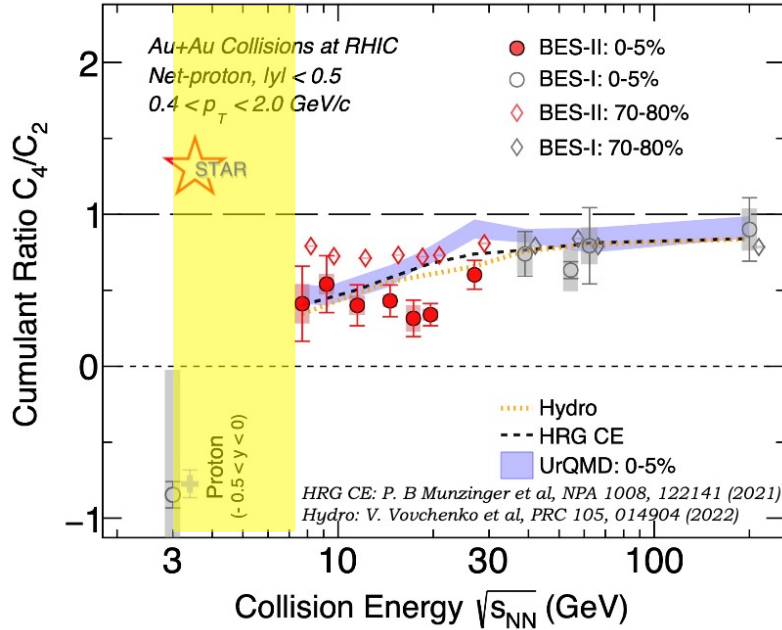 Au+Au Collisions at RHIC
Net-proton, |y| < 0.5
0.4 < p_T < 2.0 GeV/c
STAR
BES-II: 0-5%
BES-I: 0-5%
BES-II: 70-80%
BES-I: 70-80%
Cumulant Ratio C₄/C₂
2
1
0
−1
Proton
(- 0.5 < y < 0)
Hydro
HRG CE
UrQMD: 0-5%
HRG CE: P. B Munzinger et al, NPA 1008, 122141 (2021)
Hydro: V. Vovchenko et al, PRC 105, 014904 (2022)
3 10 30 100
Collision Energy √s_NN (GeV)